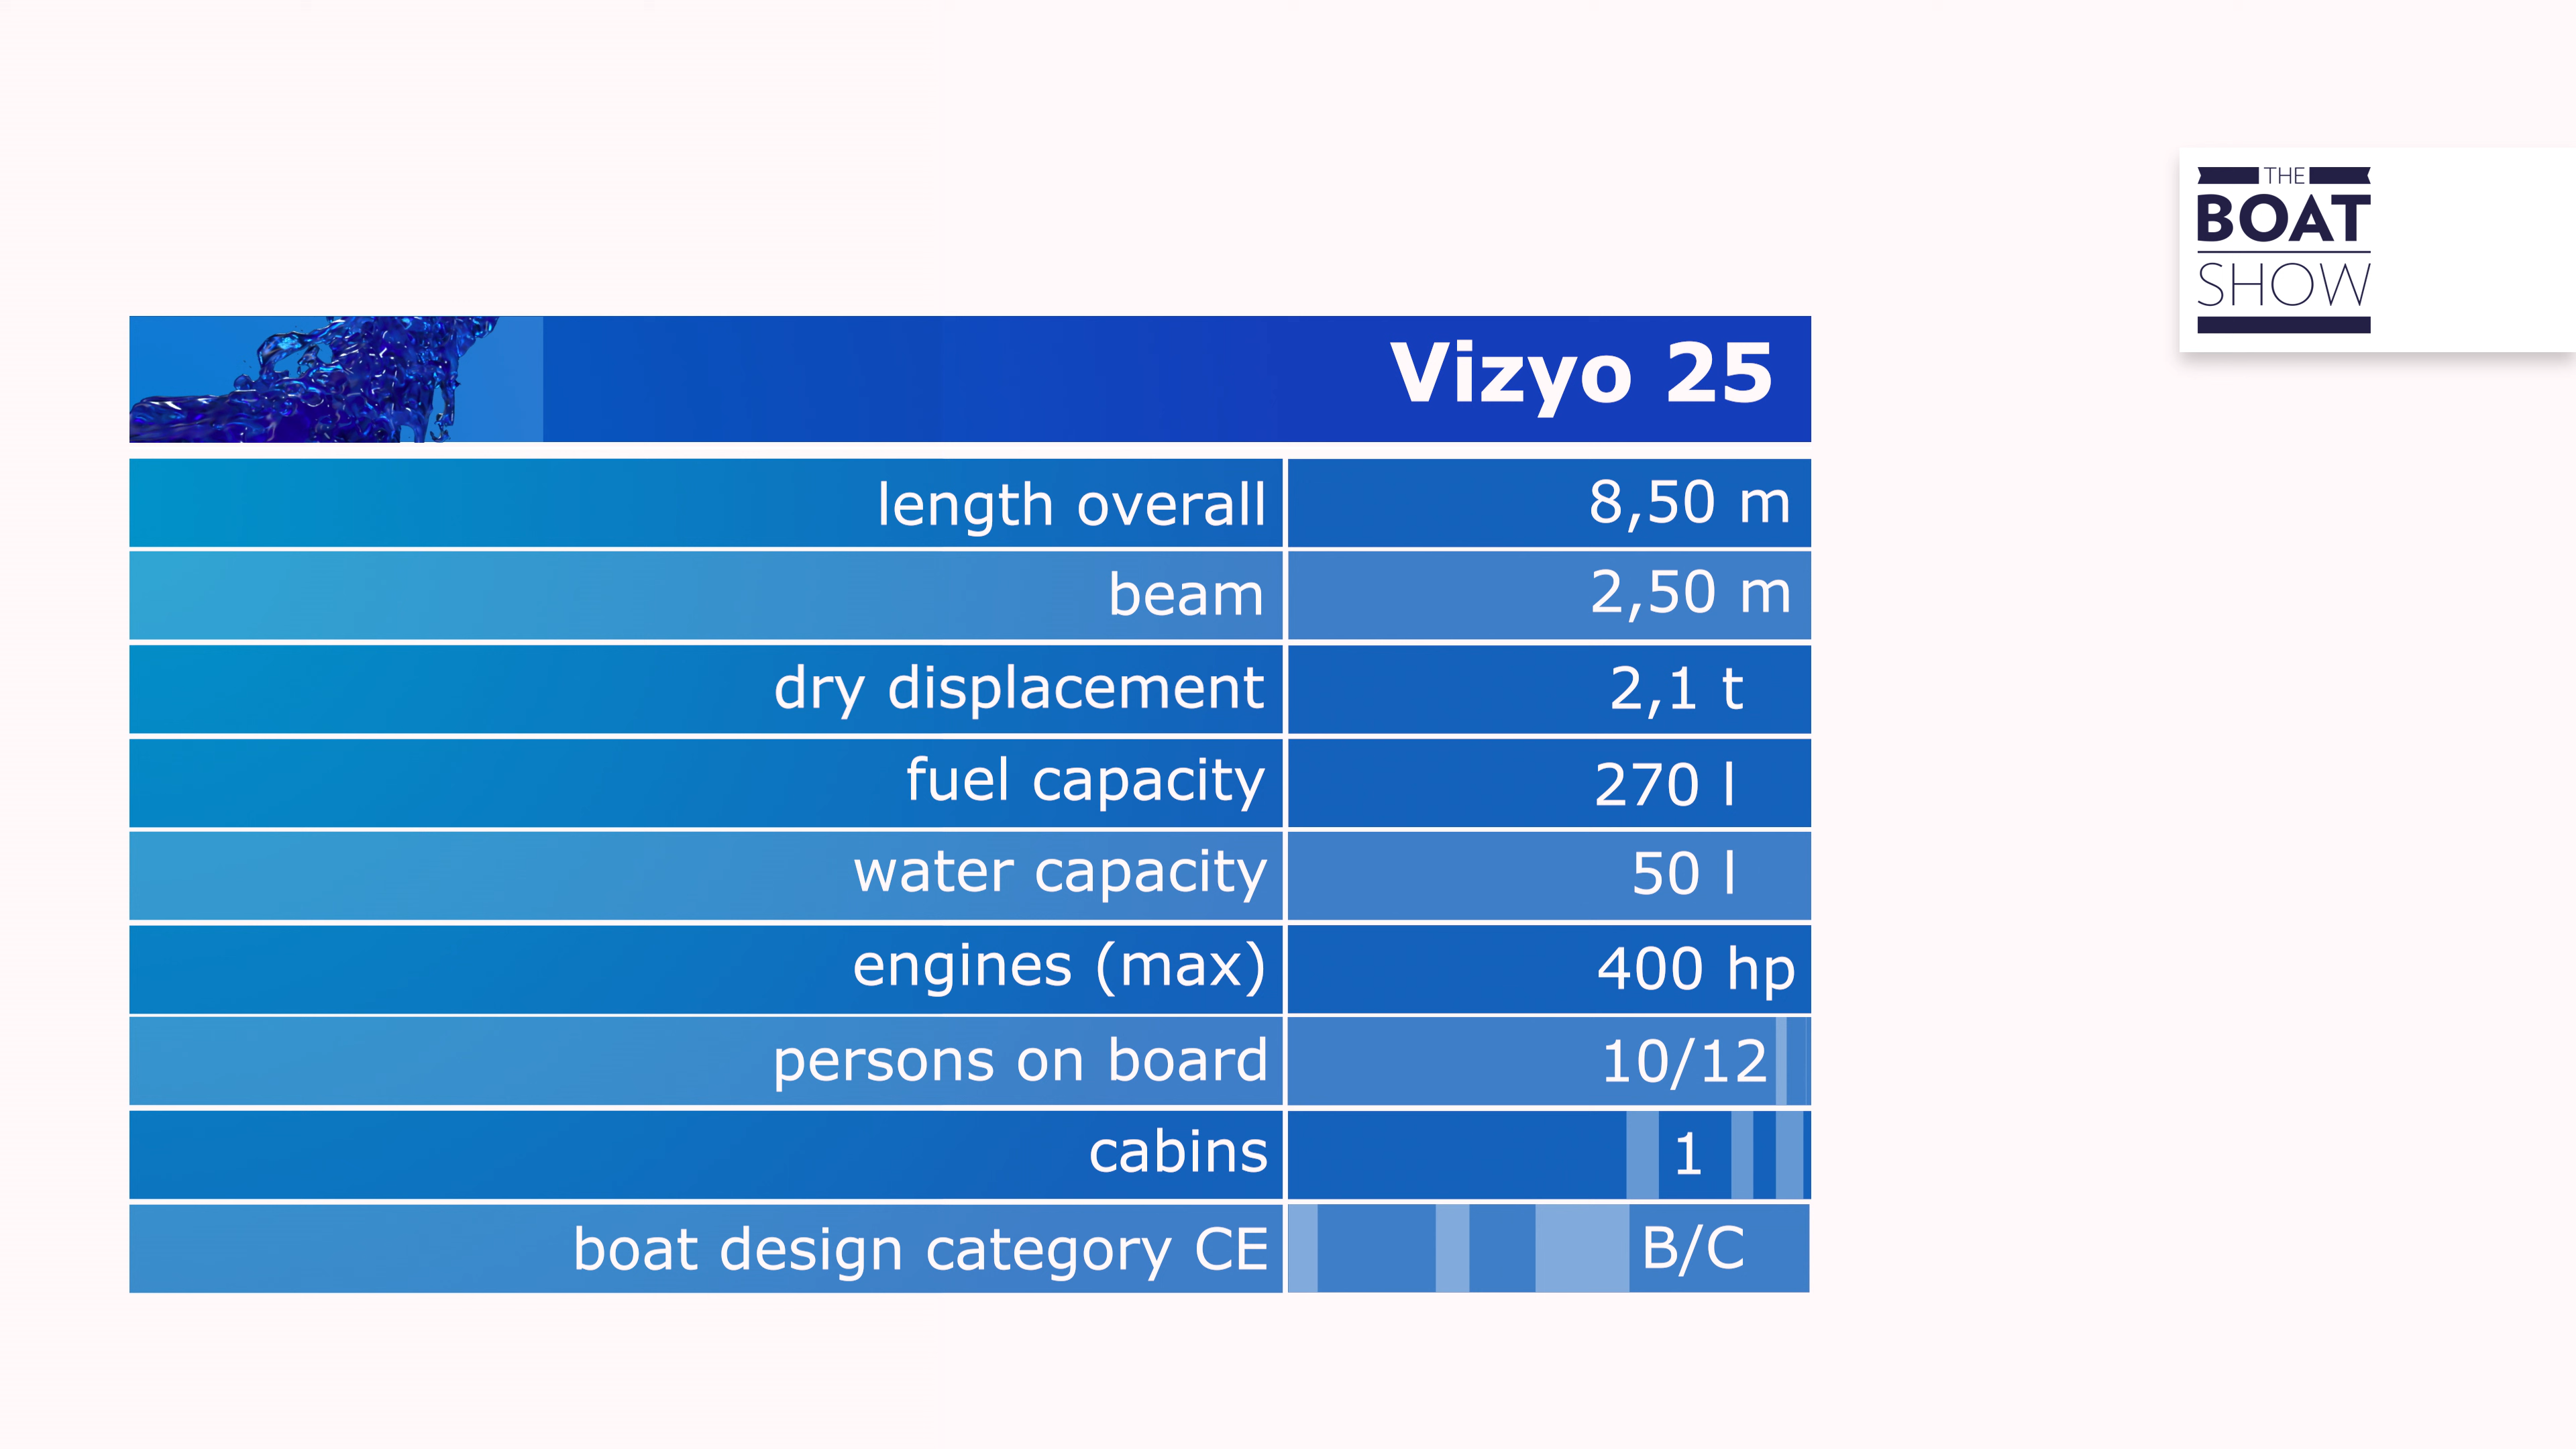 THE
BOAT
SHOW
Vizyo 25
length overall 8,50 m
beam 2,50 m
dry displacement 2,1 t
fuel capacity 270 l
water capacity 50 l
engines (max) 400 hp
persons on board 10/12
cabins 1
boat design category CE B/C